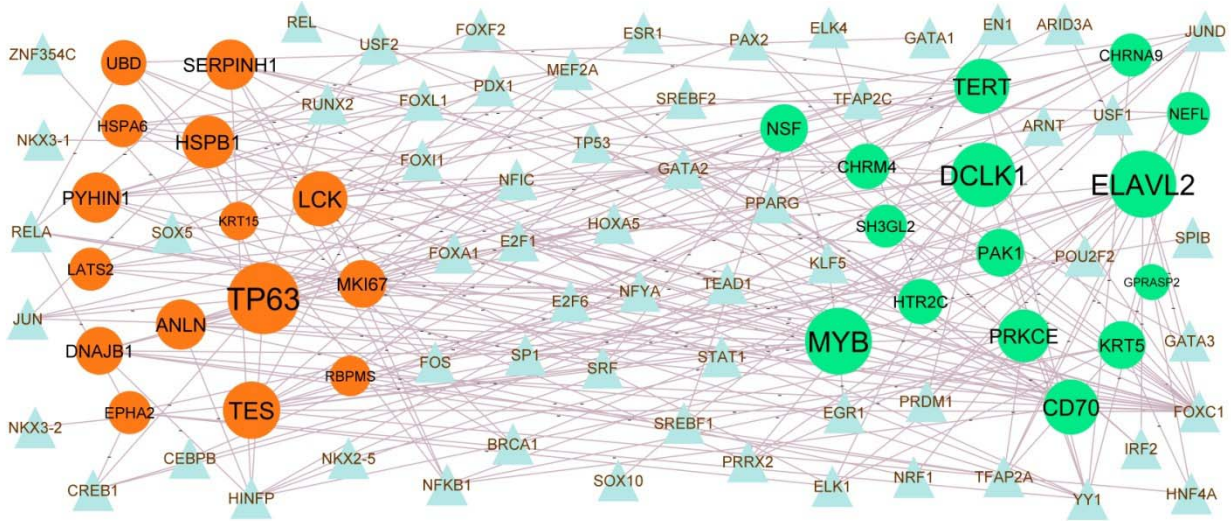 REL
FOXF2
ZNF354C
USF2
ESR1
PAX2
ELK4
GATA1
EN1
ARID3A
JUND
UBD
SERPINH1
CHRNA9
MEF2A
PDX1
TERT
RUNX2
FOXL1
SREBF2
TFAP2C
HSPA6
USF1
NEFL
ARNT
NSF
NKX3-1
HSPB1
TP53
FOXI1
GATA2
CHRM4
DCLK1
ELAVL2
NFIC
PYHIN1
LCK
PPARG
KRT15
HOXA5
SH3GL2
RELA
SOX5
SPIB
FOXA1
E2F1
PAK1
POU2F2
LATS2
KLF5
TEAD1
MKI67
NFYA
GPRASP2
TP63
E2F6
HTR2C
JUN
ANLN
MYB
PRKCE
KRT5
GATA3
DNAJB1
FOS
SP1
SRF
STAT1
RBPMS
PRDM1
EPHA2
TES
EGR1
CD70
FOXC1
NKX3-2
SREBF1
BRCA1
IRF2
CEBPB
NKX2-5
PRRX2
CREB1
HINFP
NFKB1
SOX10
ELK1
NRF1
TFAP2A
YY1
HNF4A